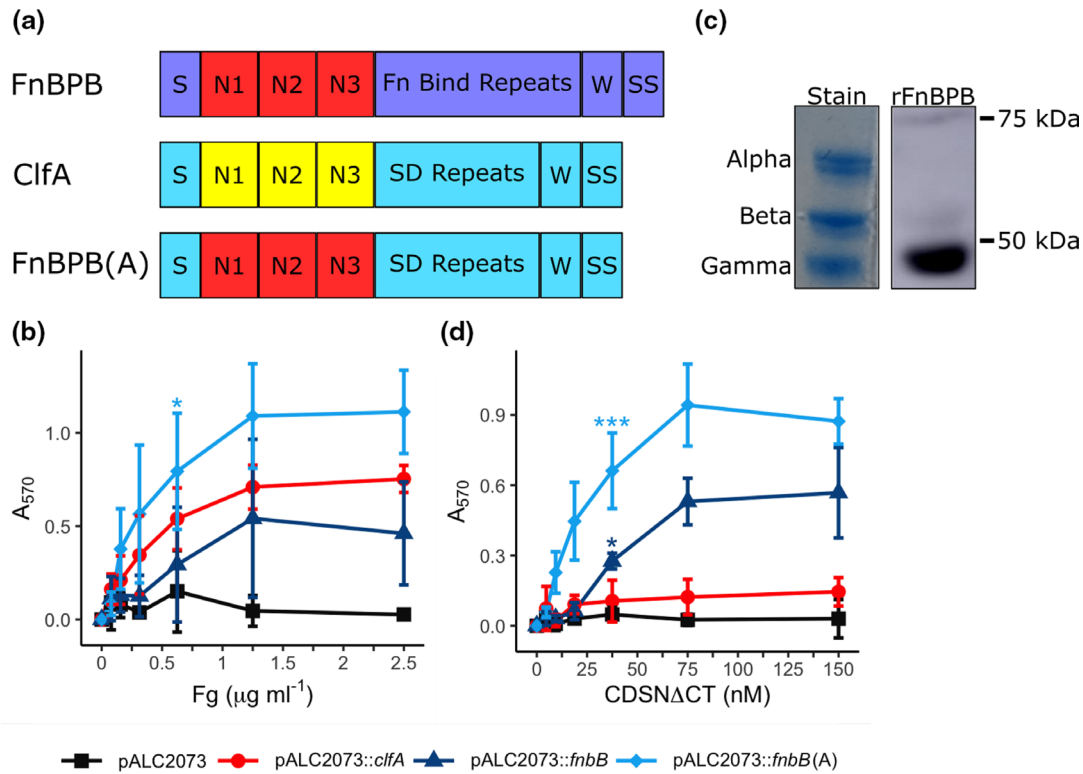 (a)
FnBPB S N1 N2 N3 Fn Bind Repeats W SS
ClfA S N1 N2 N3 SD Repeats W SS
FnBPB(A) S N1 N2 N3 SD Repeats W SS
(c)
Stain rFnBPB
75 kDa
Alpha
Beta
50 kDa
Gamma
(b)
A570
1.0
0.5
0.0
*
0 0.5 1 1.5 2 2.5
Fg (μg ml-1)
(d)
A570
0.9
0.6
0.3
0.0
***
*
0 25 50 75 100 125 150
CDSNΔCT (nM)
pALC2073 pALC2073::clfA pALC2073::fnbB pALC2073::fnbB(A)